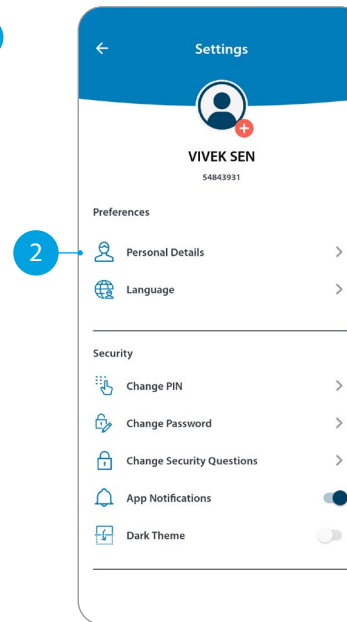 Settings
VIVEK SEN
54843931
Preferences
2
Personal Details
Language
Security
Change PIN
Change Password
Change Security Questions
App Notifications
Dark Theme